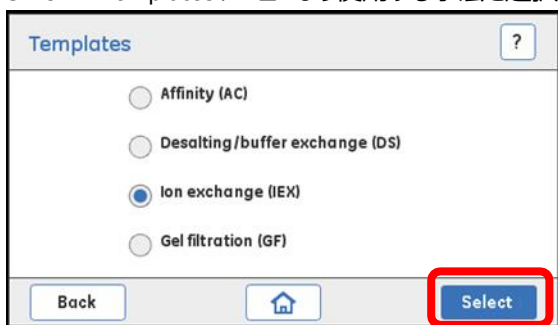 Templates
?
Affinity (AC)
Desalting/buffer exchange (DS)
Ion exchange (IEX)
Gel filtration (GF)
Back
Select